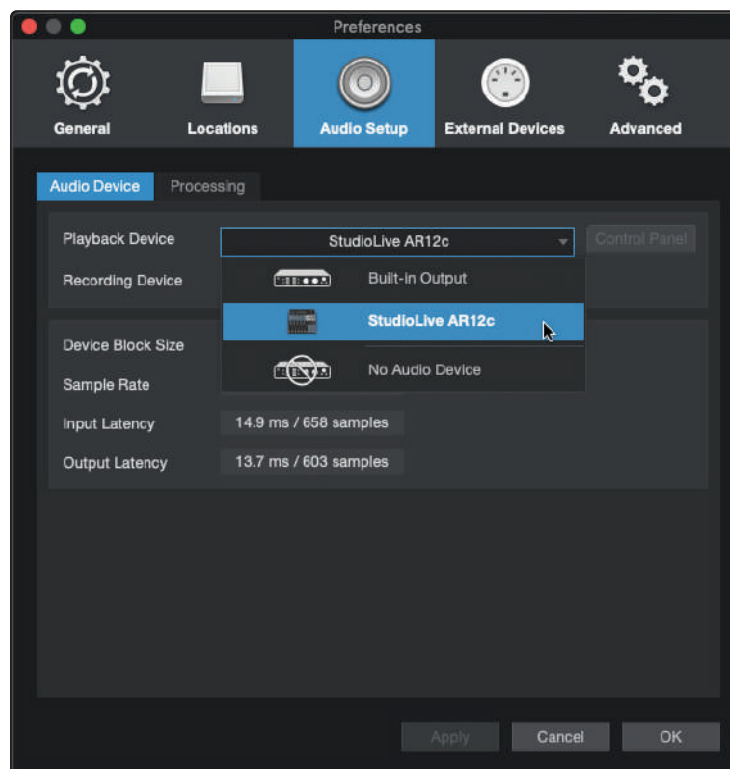 Preferences
General Locations Audio Setup External Devices Advanced
Audio Device Processing
Playback Device StudioLive AR12c Control Panel
Recording Device Built-in Output
StudioLive AR12c
Device Block Size
No Audio Device
Sample Rate
Input Latency 14.9 ms / 658 samples
Output Latency 13.7 ms / 603 samples
Apply Cancel OK